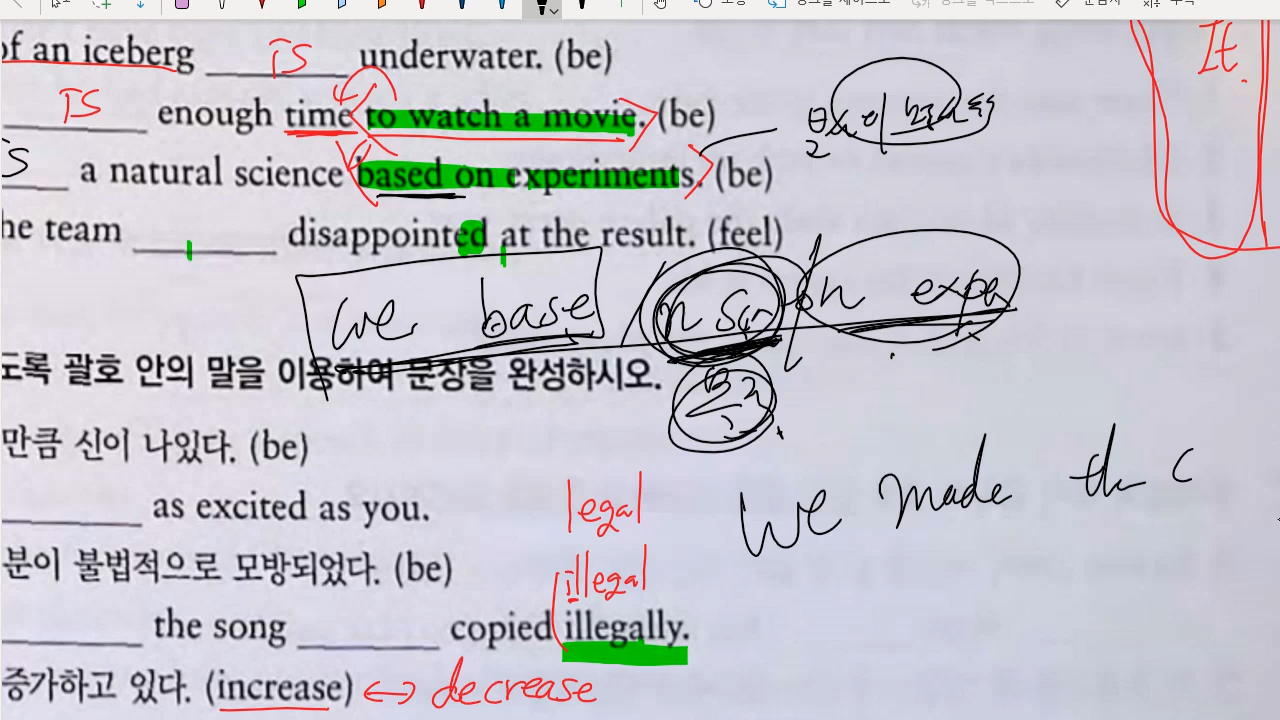 of an iceberg is underwater. (be)
It.
is enough time to watch a movie. (be)
a natural science based on experiments. (be)
he team disappointed at the result. (feel)
we base n scin on expe
도록 괄호 안의 말을 이용하여 문장을 완성하시오.
만큼 신이 나있다. (be)
we made th c
as excited as you.
legal
분이 불법적으로 모방되었다. (be)
illegal
the song copied illegally.
증가하고 있다. (increase) ↔ decrease